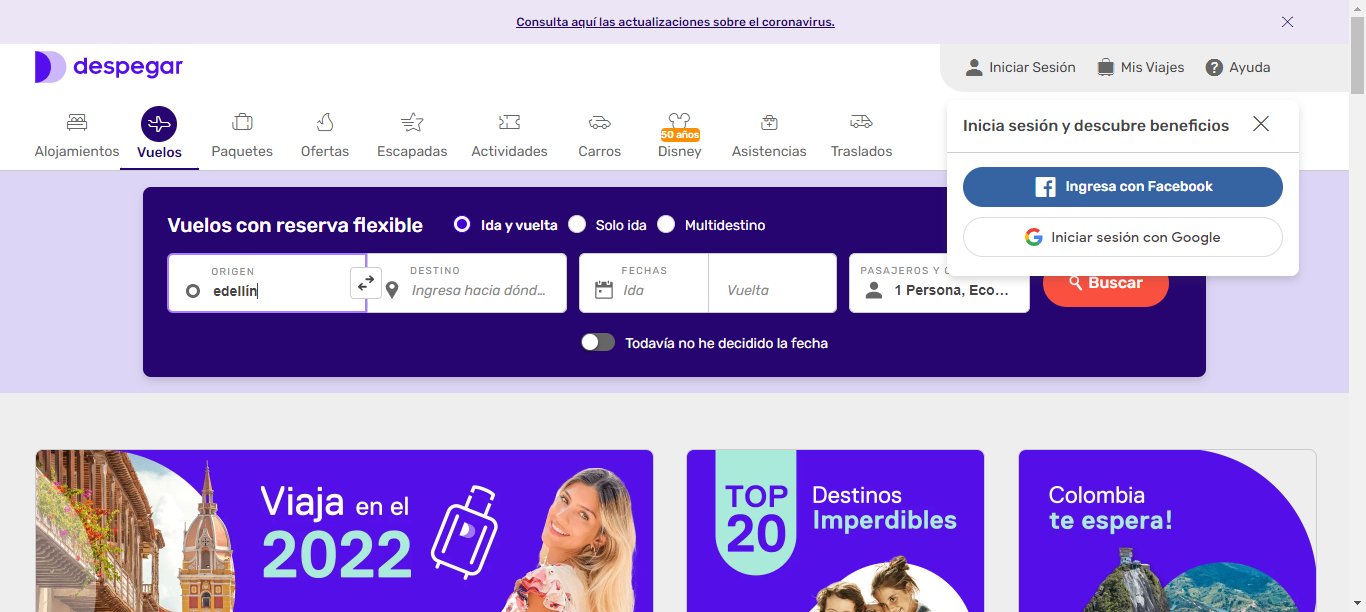 Consulta aquí las actualizaciones sobre el coronavirus.
despegar
Iniciar Sesión
Mis Viajes
? Ayuda
Alojamientos
Vuelos
Paquetes
Ofertas
Escapadas
Actividades
Carros
50 años
Disney
Asistencias
Traslados
Inicia sesión y descubre beneficios
Ingresa con Facebook
Iniciar sesión con Google
Vuelos con reserva flexible
Ida y vuelta
Solo ida
Multidestino
ORIGEN
edellín
DESTINO
Ingresa hacia dónd...
FECHAS
Ida
Vuelta
PASAJEROS Y
1 Persona, Eco...
Buscar
Todavía no he decidido la fecha
Viaja en el
2022
TOP
20
Destinos
Imperdibles
Colombia
te espera!